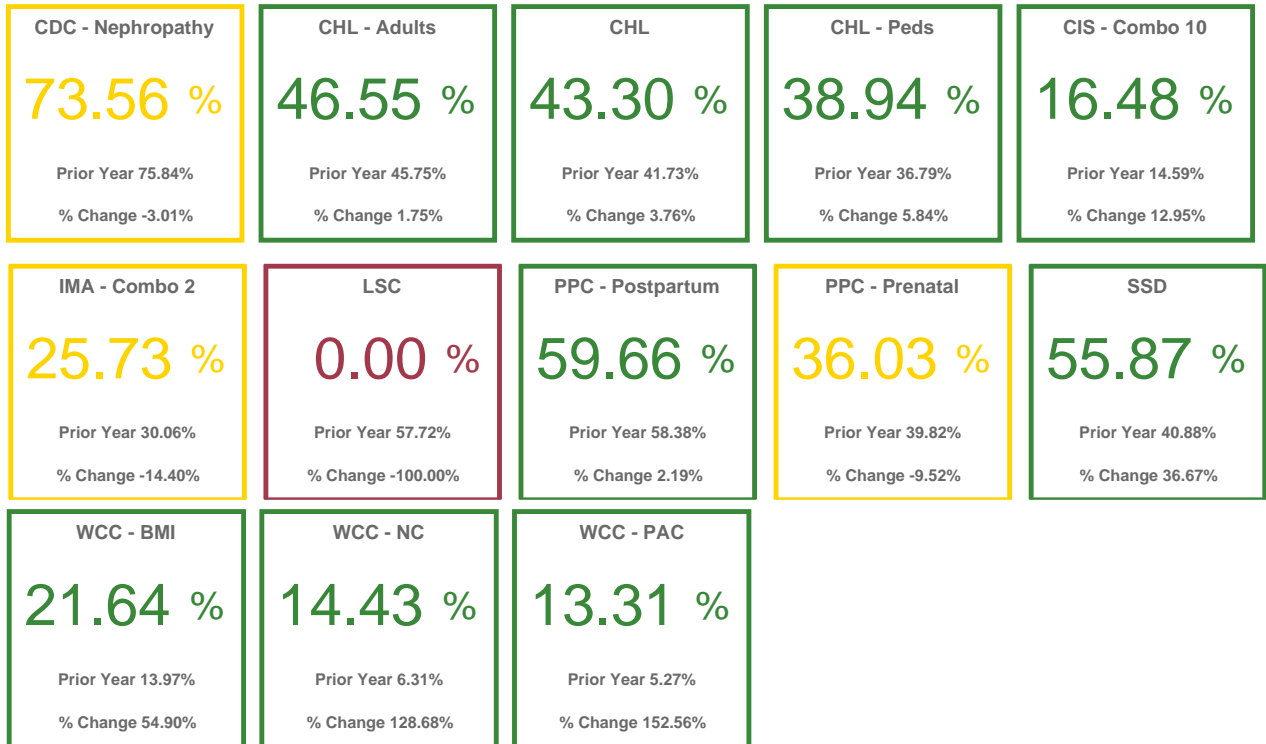 CDC - Nephropathy
73.56 %
Prior Year 75.84%
% Change -3.01%
CHL - Adults
46.55 %
Prior Year 45.75%
% Change 1.75%
CHL
43.30 %
Prior Year 41.73%
% Change 3.76%
CHL - Peds
38.94 %
Prior Year 36.79%
% Change 5.84%
CIS - Combo 10
16.48 %
Prior Year 14.59%
% Change 12.95%
IMA - Combo 2
25.73 %
Prior Year 30.06%
% Change -14.40%
LSC
0.00 %
Prior Year 57.72%
% Change -100.00%
PPC - Postpartum
59.66 %
Prior Year 58.38%
% Change 2.19%
PPC - Prenatal
36.03 %
Prior Year 39.82%
% Change -9.52%
SSD
55.87 %
Prior Year 40.88%
% Change 36.67%
WCC - BMI
21.64 %
Prior Year 13.97%
% Change 54.90%
WCC - NC
14.43 %
Prior Year 6.31%
% Change 128.68%
WCC - PAC
13.31 %
Prior Year 5.27%
% Change 152.56%